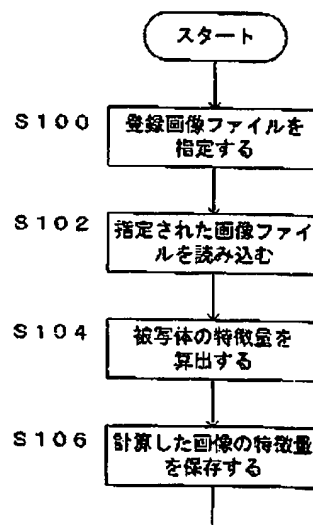 スタート
S100
登録画像ファイルを
指定する
S102
指定された画像ファイ
ルを読み込む
S104
被写体の特徴量を
算出する
S106
計算した画像の特徴量
を保存する